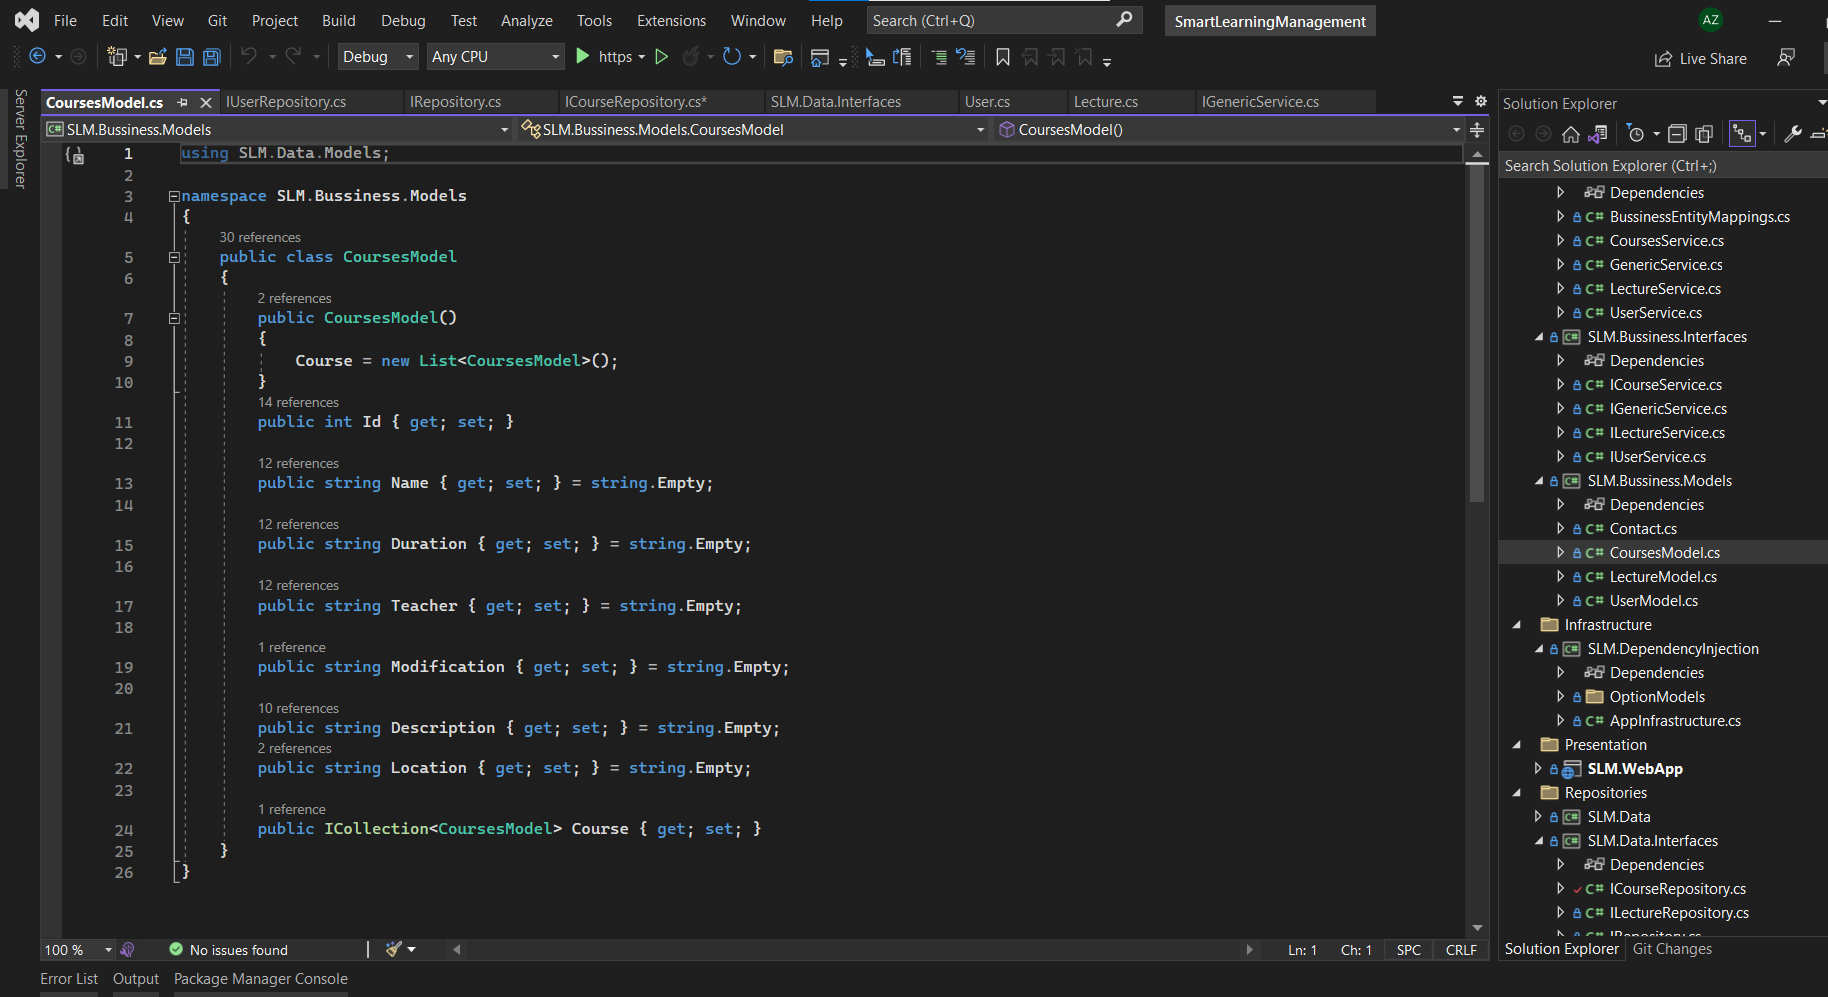 File Edit View Git Project Build Debug Test Analyze Tools Extensions Window Help Search (Ctrl+Q) SmartLearningManagement AZ
Debug Any CPU https Live Share
Server Explorer
CoursesModel.cs IUserRepository.cs IRepository.cs ICourseRepository.cs* SLM.Data.Interfaces User.cs Lecture.cs IGenericService.cs
C# SLM.Bussiness.Models SLM.Bussiness.Models.CoursesModel CoursesModel()
1 using SLM.Data.Models;
2
3 namespace SLM.Bussiness.Models
4 {
30 references
5 public class CoursesModel
6 {
2 references
7 public CoursesModel()
8 {
9 Course = new List<CoursesModel>();
10 }
14 references
11 public int Id { get; set; }
12
12 references
13 public string Name { get; set; } = string.Empty;
14
12 references
15 public string Duration { get; set; } = string.Empty;
16
12 references
17 public string Teacher { get; set; } = string.Empty;
18
1 reference
19 public string Modification { get; set; } = string.Empty;
20
10 references
21 public string Description { get; set; } = string.Empty;
2 references
22 public string Location { get; set; } = string.Empty;
23
1 reference
24 public ICollection<CoursesModel> Course { get; set; }
25 }
26 }
100 % No issues found Ln: 1 Ch: 1 SPC CRLF
Error List Output Package Manager Console
Solution Explorer
Search Solution Explorer (Ctrl+;)
Dependencies
C# BussinessEntityMappings.cs
C# CoursesService.cs
C# GenericService.cs
C# LectureService.cs
C# UserService.cs
C# SLM.Bussiness.Interfaces
Dependencies
C# ICourseService.cs
C# IGenericService.cs
C# ILectureService.cs
C# IUserService.cs
C# SLM.Bussiness.Models
Dependencies
C# Contact.cs
C# CoursesModel.cs
C# LectureModel.cs
C# UserModel.cs
Infrastructure
C# SLM.DependencyInjection
Dependencies
OptionModels
C# AppInfrastructure.cs
Presentation
SLM.WebApp
Repositories
C# SLM.Data
C# SLM.Data.Interfaces
Dependencies
C# ICourseRepository.cs
C# ILectureRepository.cs
C# IRepository.cs
Solution Explorer Git Changes